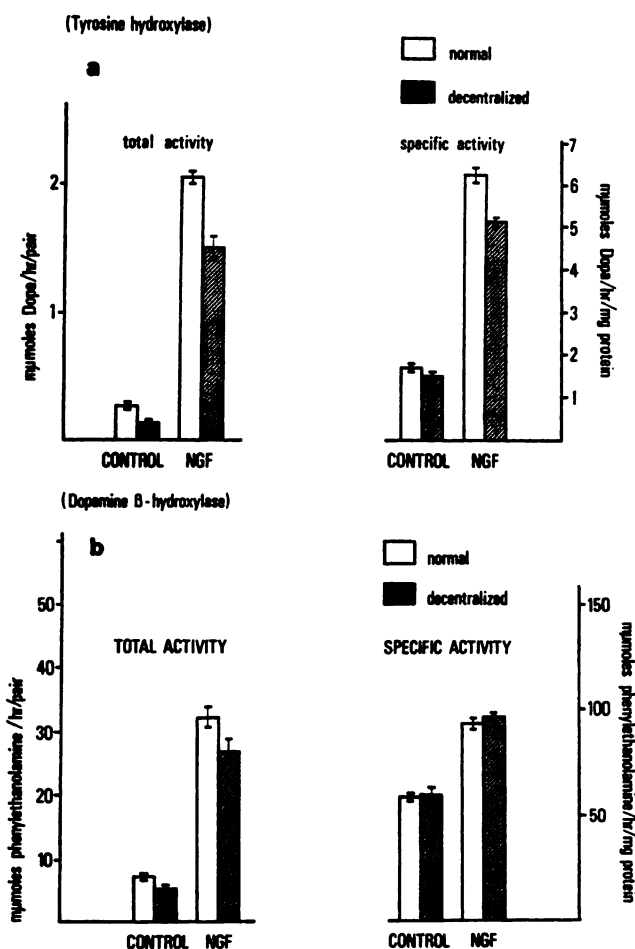 (Tyrosine hydroxylase)
a
normal
decentralized
total activity
specific activity
mμmoles Dopa/hr/pair
2
1
CONTROL NGF
7
6
5
4
3
2
1
mμmoles Dopa/hr/mg protein
CONTROL NGF
(Dopamine B-hydroxylase)
b
normal
decentralized
TOTAL ACTIVITY
SPECIFIC ACTIVITY
mμmoles phenylethanolamine/hr/pair
50
40
30
20
10
CONTROL NGF
150
100
50
mμmoles phenylethanolamine/hr/mg protein
CONTROL NGF